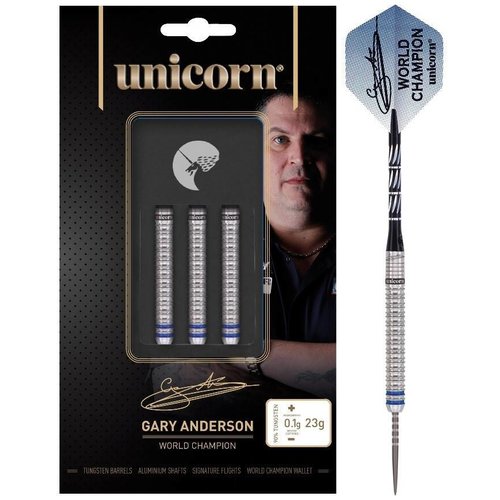 unicorn®
GARY ANDERSON
WORLD CHAMPION
90% TUNGSTEN
0.1g
23g
TUNGSTEN BARRELS
ALUMINIUM SHAFTS
SIGNATURE FLIGHTS
WORLD CHAMPION WALLET
WORLD
CHAMPION
unicorn®
unicorn